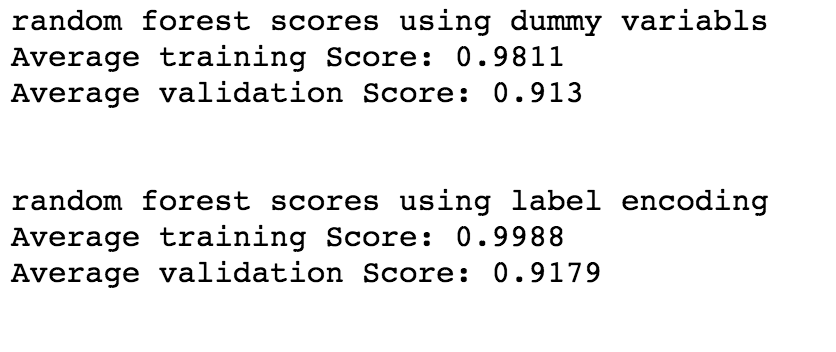 random forest scores using dummy variabls
Average training Score: 0.9811
Average validation Score: 0.913
random forest scores using label encoding
Average training Score: 0.9988
Average validation Score: 0.9179